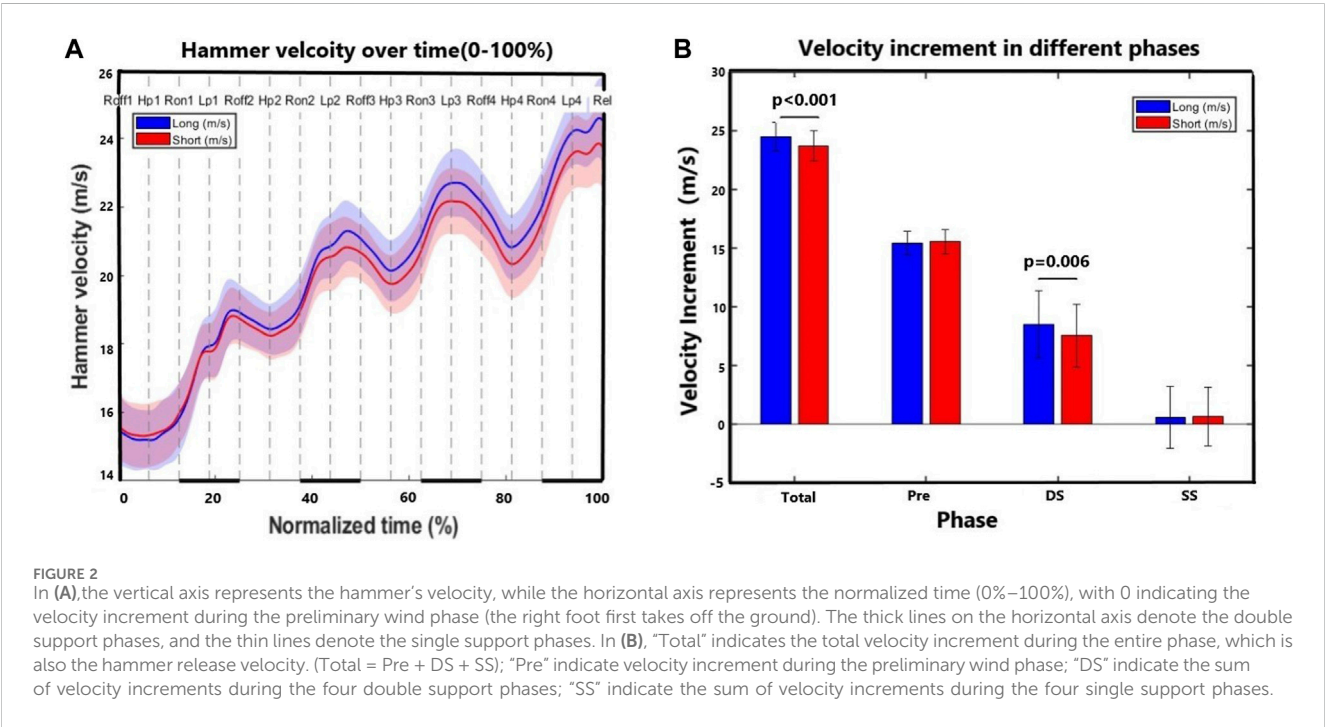 A
Hammer velcoity over time(0-100%)
26
24
22
20
18
16
14
Hammer velocity (m/s)
Roff1 Hp1 Ron1 Lp1 Roff2 Hp2 Ron2 Lp2 Roff3 Hp3 Ron3 Lp3 Roff4 Hp4 Ron4 Lp4 Rel
Long (m/s)
Short (m/s)
0 20 40 60 80 100
Normalized time (%)
B
Velocity increment in different phases
30
25
20
15
10
5
0
-5
Velocity Increment (m/s)
p<0.001
p=0.006
Long (m/s)
Short (m/s)
Total Pre DS SS
Phase
FIGURE 2
In (A),the vertical axis represents the hammer's velocity, while the horizontal axis represents the normalized time (0%–100%), with 0 indicating the
velocity increment during the preliminary wind phase (the right foot first takes off the ground). The thick lines on the horizontal axis denote the double
support phases, and the thin lines denote the single support phases. In (B), "Total" indicates the total velocity increment during the entire phase, which is
also the hammer release velocity. (Total = Pre + DS + SS); "Pre" indicate velocity increment during the preliminary wind phase; "DS" indicate the sum
of velocity increments during the four double support phases; "SS" indicate the sum of velocity increments during the four single support phases.